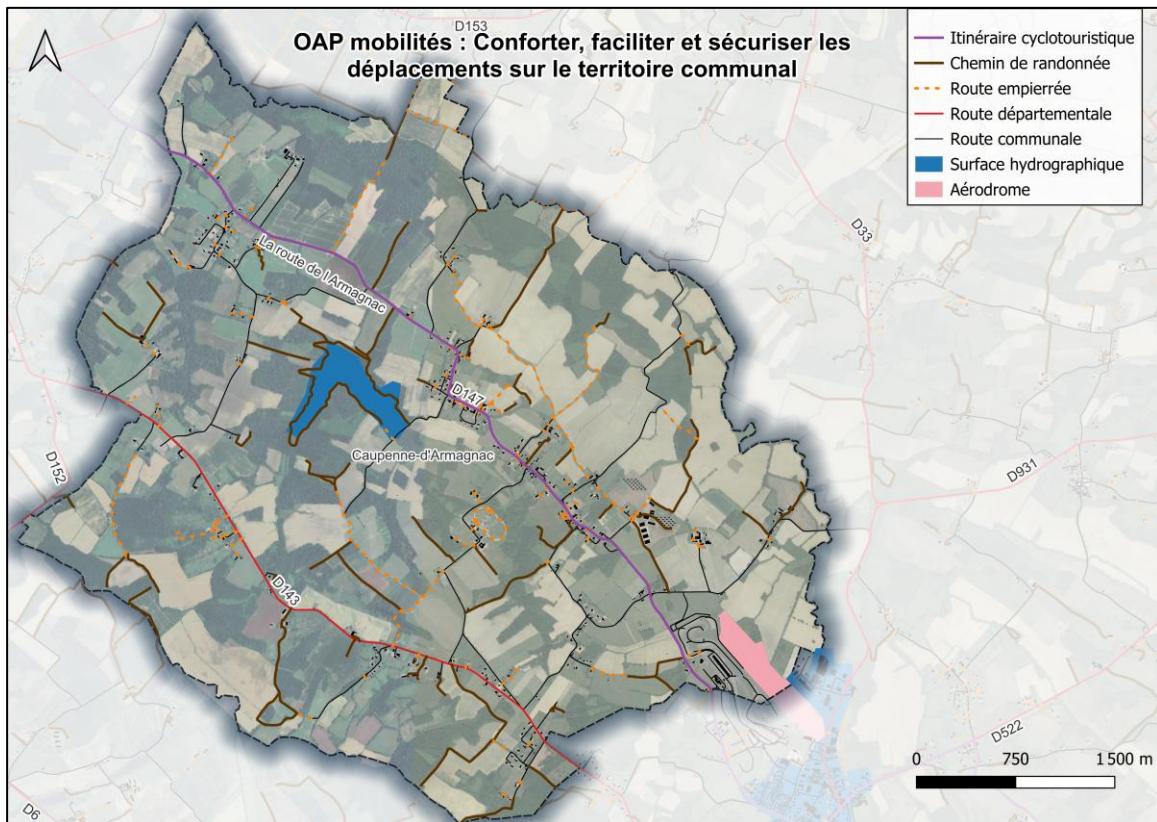 D153
OAP mobilités : Conforter, faciliter et sécuriser les
déplacements sur le territoire communal
Itinéraire cyclotouristique
Chemin de randonnée
Route empierrée
Route départementale
Route communale
Surface hydrographique
Aérodrome
D33
La route de l Armagnac
D147
Caupenne-d'Armagnac
D152
D931
D143
D522
D6
0 750 1 500 m